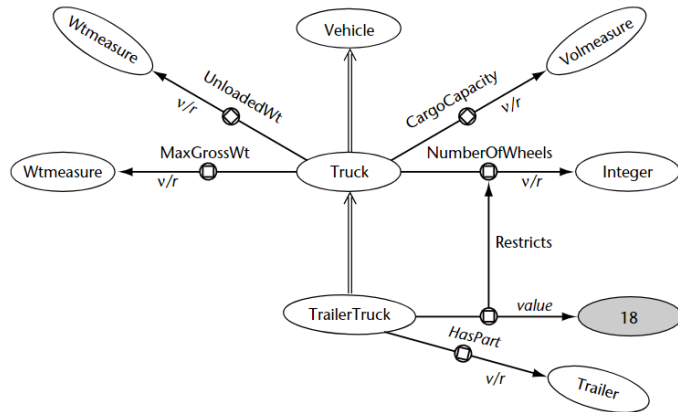 Wtmeasure
Vehicle
Volmeasure
UnloadedWt
v/r
CargoCapacity
v/r
MaxGrossWt
NumberOfWheels
Wtmeasure
v/r
Truck
v/r
Integer
Restricts
TrailerTruck
value
18
HasPart
v/r
Trailer